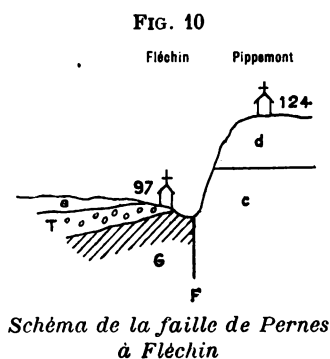 FIG. 10
Fléchin Pippemont
124
d
97
c
a
T
G
F
Schéma de la faille de Pernes
à Fléchin